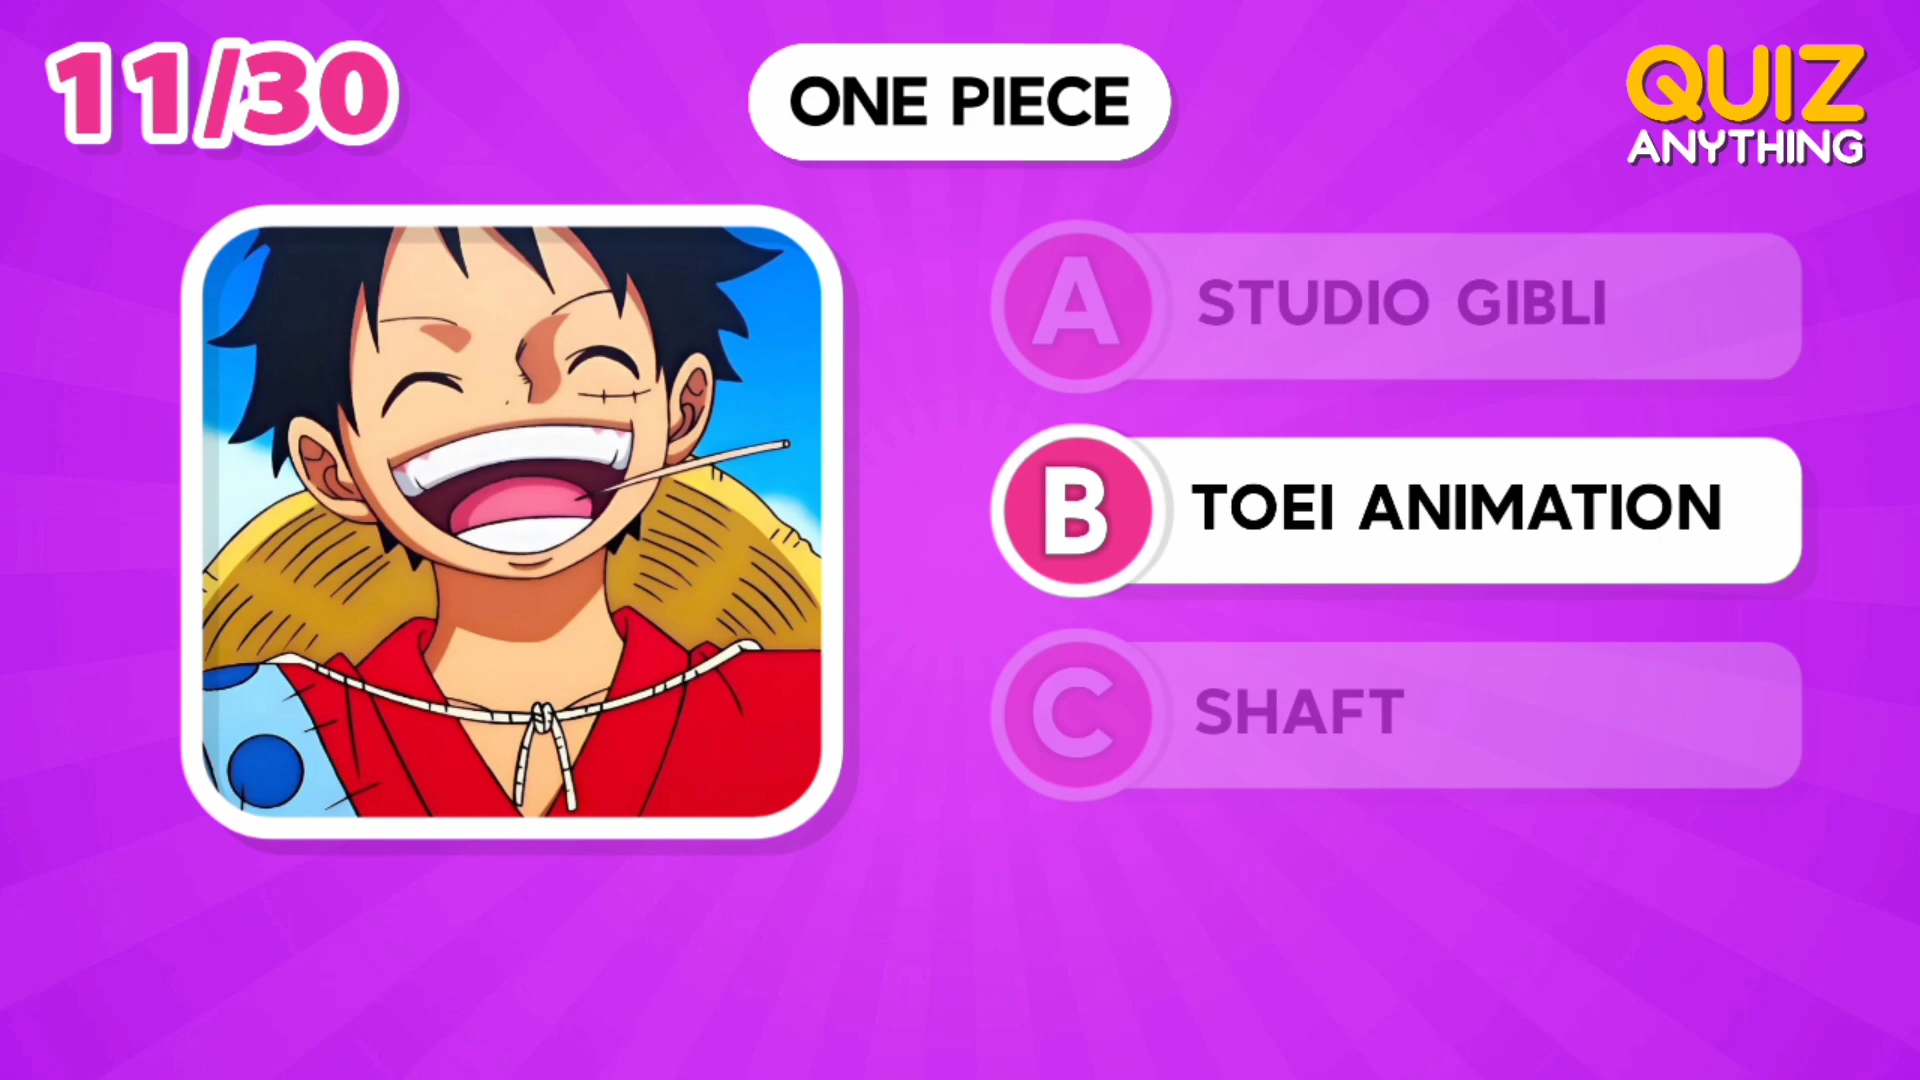 11/30
ONE PIECE
QUIZ
ANYTHING
A
STUDIO GIBLI
B
TOEI ANIMATION
C
SHAFT